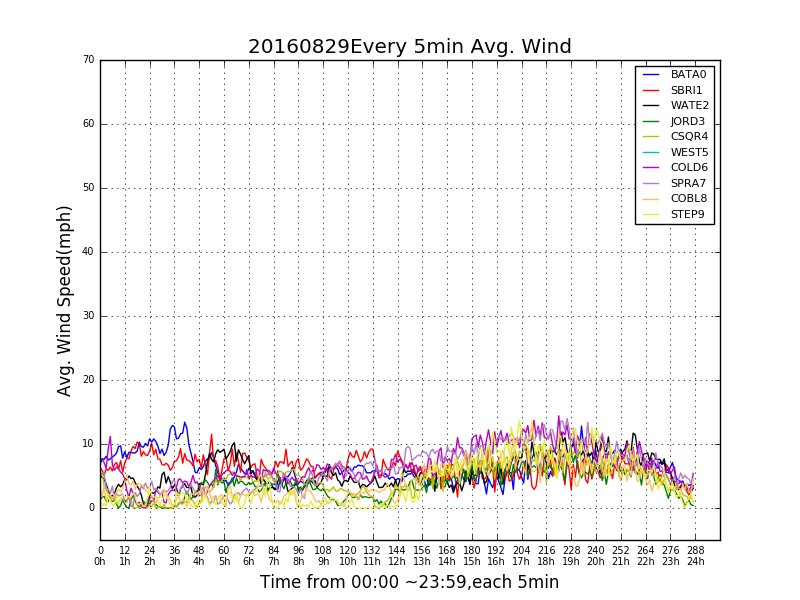 20160829Every 5min Avg. Wind
70
60
50
40
30
20
10
0
Avg. Wind Speed(mph)
BATA0
SBRI1
WATE2
JORD3
CSQR4
WEST5
COLD6
SPRA7
COBL8
STEP9
0 12 24 36 48 60 72 84 96 108 120 132 144 156 168 180 192 204 216 228 240 252 264 276 288
0h 1h 2h 3h 4h 5h 6h 7h 8h 9h 10h 11h 12h 13h 14h 15h 16h 17h 18h 19h 20h 21h 22h 23h 24h
Time from 00:00 ~23:59,each 5min